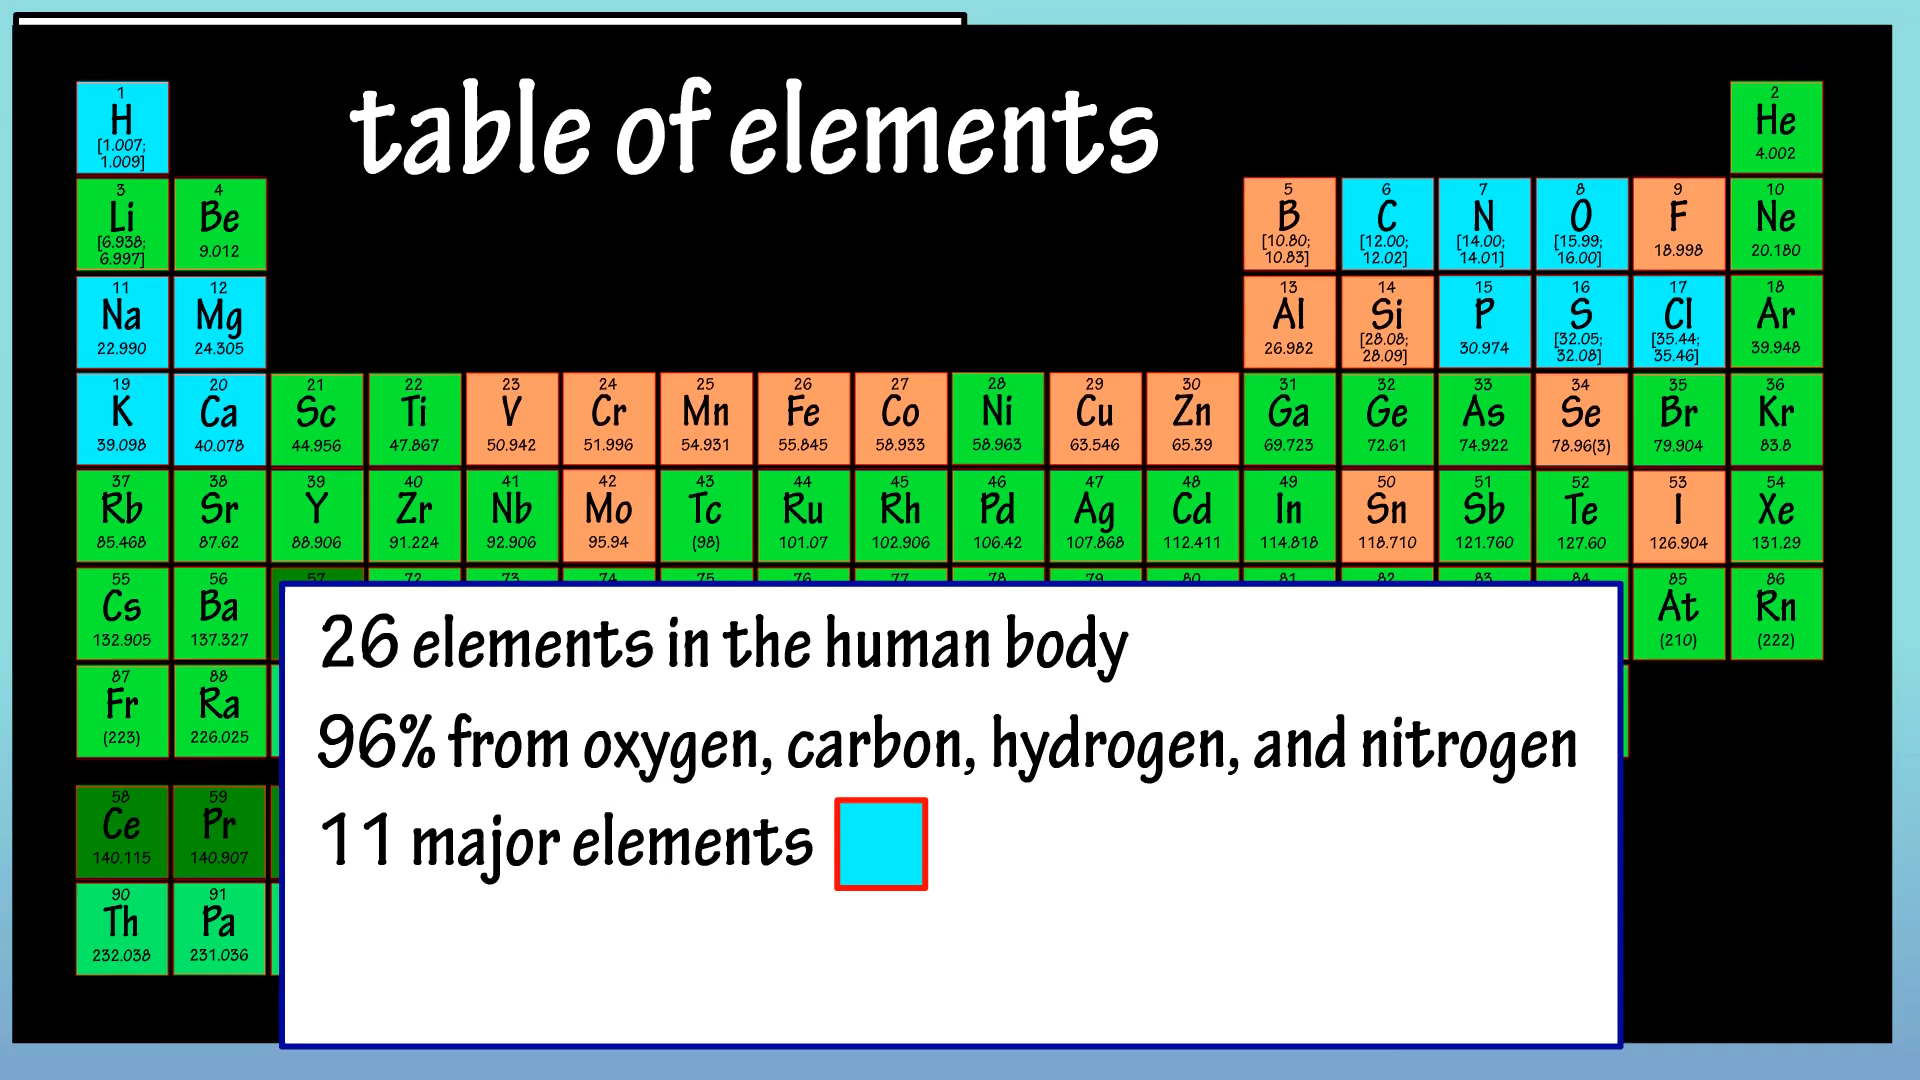 table of elements
1 2
H He
[1.007; 1.009] 4.002
3 4 5 6 7 8 9 10
Li Be B C N O F Ne
[6.938; 6.997] 9.012 [10.80; 10.83] [12.00; 12.02] [14.00; 14.01] [15.99; 16.00] 18.998 20.180
11 12 13 14 15 16 17 18
Na Mg Al Si P S Cl Ar
22.990 24.305 26.982 [28.08; 28.09] 30.974 [32.05; 32.08] [35.44; 35.46] 39.948
19 20 21 22 23 24 25 26 27 28 29 30 31 32 33 34 35 36
K Ca Sc Ti V Cr Mn Fe Co Ni Cu Zn Ga Ge As Se Br Kr
39.098 40.078 44.956 47.867 50.942 51.996 54.931 55.845 58.933 58.963 63.546 65.39 69.723 72.61 74.922 78.96(3) 79.904 83.8
37 38 39 40 41 42 43 44 45 46 47 48 49 50 51 52 53 54
Rb Sr Y Zr Nb Mo Tc Ru Rh Pd Ag Cd In Sn Sb Te I Xe
85.468 87.62 88.906 91.224 92.906 95.94 (98) 101.07 102.906 106.42 107.868 112.411 114.818 118.710 121.760 127.60 126.904 131.29
55 56 57 72 73 74 75 76 77 78 79 80 81 82 83 84 85 86
Cs Ba At Rn
132.905 137.327 (210) (222)
87 88
Fr Ra
(223) 226.025
58 59
Ce Pr
140.115 140.907
90 91
Th Pa
232.038 231.036
26 elements in the human body
96% from oxygen, carbon, hydrogen, and nitrogen
11 major elements